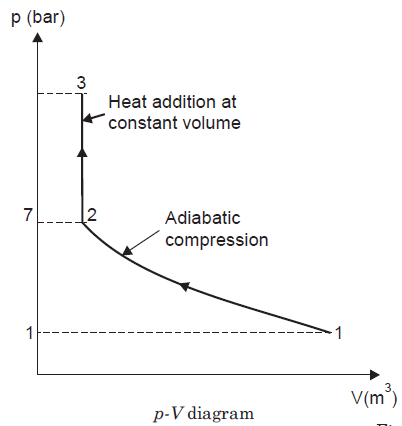 p (bar)
3
Heat addition at
constant volume
7
2
Adiabatic
compression
1
1
V(m³)
p-V diagram